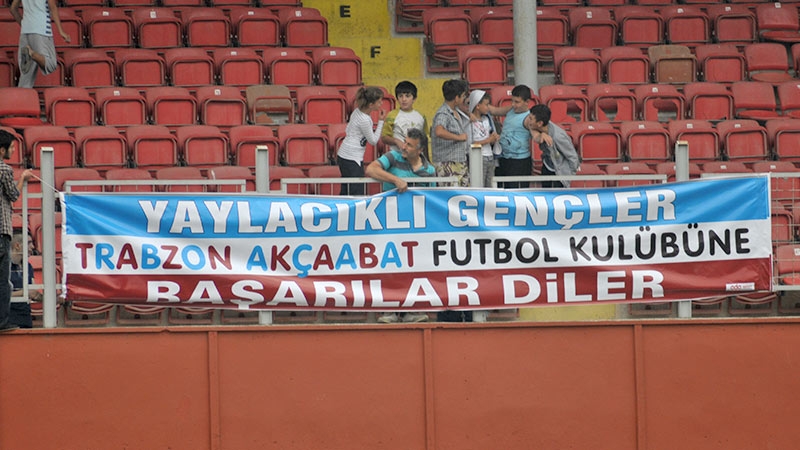 E
F
YAYLACIKLI GENÇLER
TRABZON AKÇAABAT FUTBOL KULÜBÜNE
BAŞARILAR DİLER